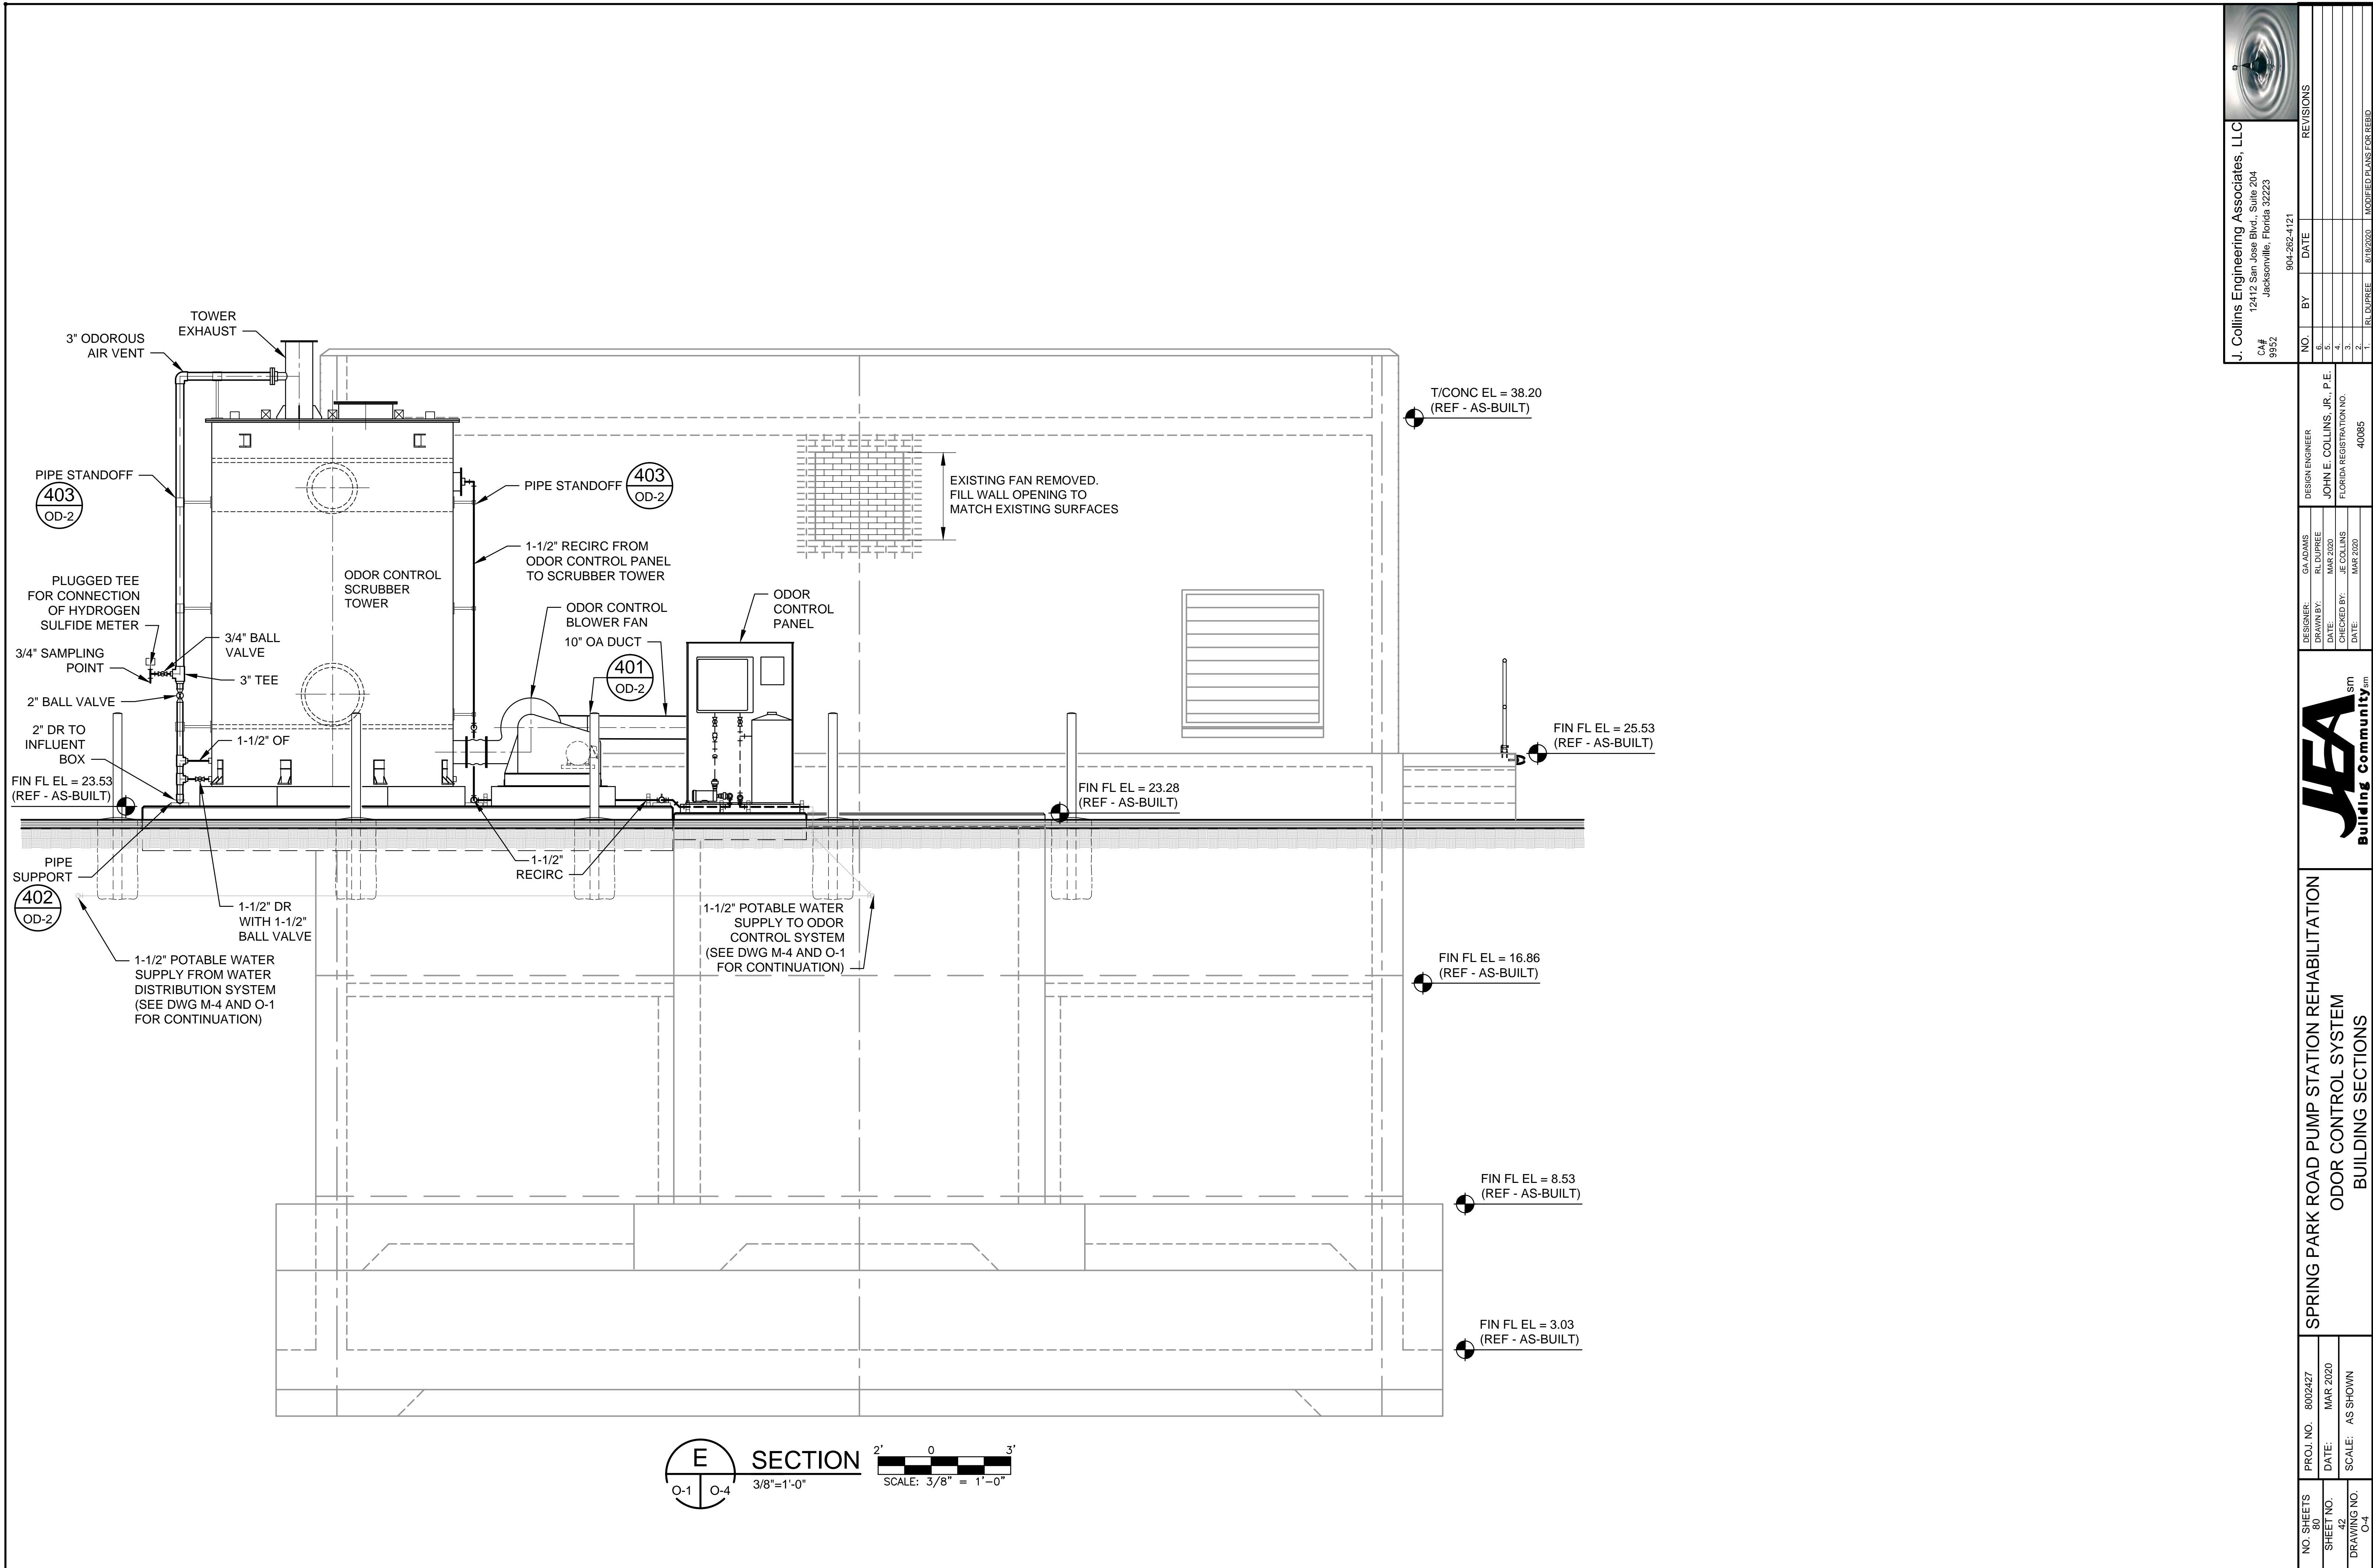 TOWER
EXHAUST
3" ODOROUS
AIR VENT
PIPE STANDOFF
403
OD-2
PLUGGED TEE
FOR CONNECTION
OF HYDROGEN
SULFIDE METER
3/4" SAMPLING
POINT
3/4" BALL
VALVE
3" TEE
2" BALL VALVE
2" DR TO
INFLUENT
BOX
1-1/2" OF
FIN FL EL = 23.53
(REF - AS-BUILT)
PIPE
SUPPORT
402
OD-2
1-1/2" DR
WITH 1-1/2"
BALL VALVE
1-1/2" POTABLE WATER
SUPPLY FROM WATER
DISTRIBUTION SYSTEM
(SEE DWG M-4 AND O-1
FOR CONTINUATION)
ODOR CONTROL
SCRUBBER
TOWER
PIPE STANDOFF
403
OD-2
1-1/2" RECIRC FROM
ODOR CONTROL PANEL
TO SCRUBBER TOWER
ODOR CONTROL
BLOWER FAN
10" OA DUCT
401
OD-2
ODOR
CONTROL
PANEL
1-1/2"
RECIRC
1-1/2" POTABLE WATER
SUPPLY TO ODOR
CONTROL SYSTEM
(SEE DWG M-4 AND O-1
FOR CONTINUATION)
EXISTING FAN REMOVED.
FILL WALL OPENING TO
MATCH EXISTING SURFACES
T/CONC EL = 38.20
(REF - AS-BUILT)
FIN FL EL = 25.53
(REF - AS-BUILT)
FIN FL EL = 23.28
(REF - AS-BUILT)
FIN FL EL = 16.86
(REF - AS-BUILT)
FIN FL EL = 8.53
(REF - AS-BUILT)
FIN FL EL = 3.03
(REF - AS-BUILT)
E
O-1 O-4
SECTION
3/8"=1'-0"
2' 0 3'
SCALE: 3/8" = 1'-0"
J. Collins Engineering Associates, LLC
12412 San Jose Blvd., Suite 204
CA#
9952
Jacksonville, Florida 32223
904-262-4121
NO. BY DATE REVISIONS
6.
5.
4.
3.
2.
1. RL DUPREE 8/18/2020 MODIFIED PLANS FOR REBID
DESIGN ENGINEER
JOHN E. COLLINS, JR., P.E.
FLORIDA REGISTRATION NO.
40085
DESIGNER: GA ADAMS
DRAWN BY: RL DUPREE
DATE: MAR 2020
CHECKED BY: JE COLLINS
DATE: MAR 2020
JEA sm
Building Community sm
SPRING PARK ROAD PUMP STATION REHABILITATION
ODOR CONTROL SYSTEM
BUILDING SECTIONS
PROJ. NO. 8002427
DATE: MAR 2020
SCALE: AS SHOWN
NO. SHEETS
80
SHEET NO.
42
DRAWING NO.
O-4